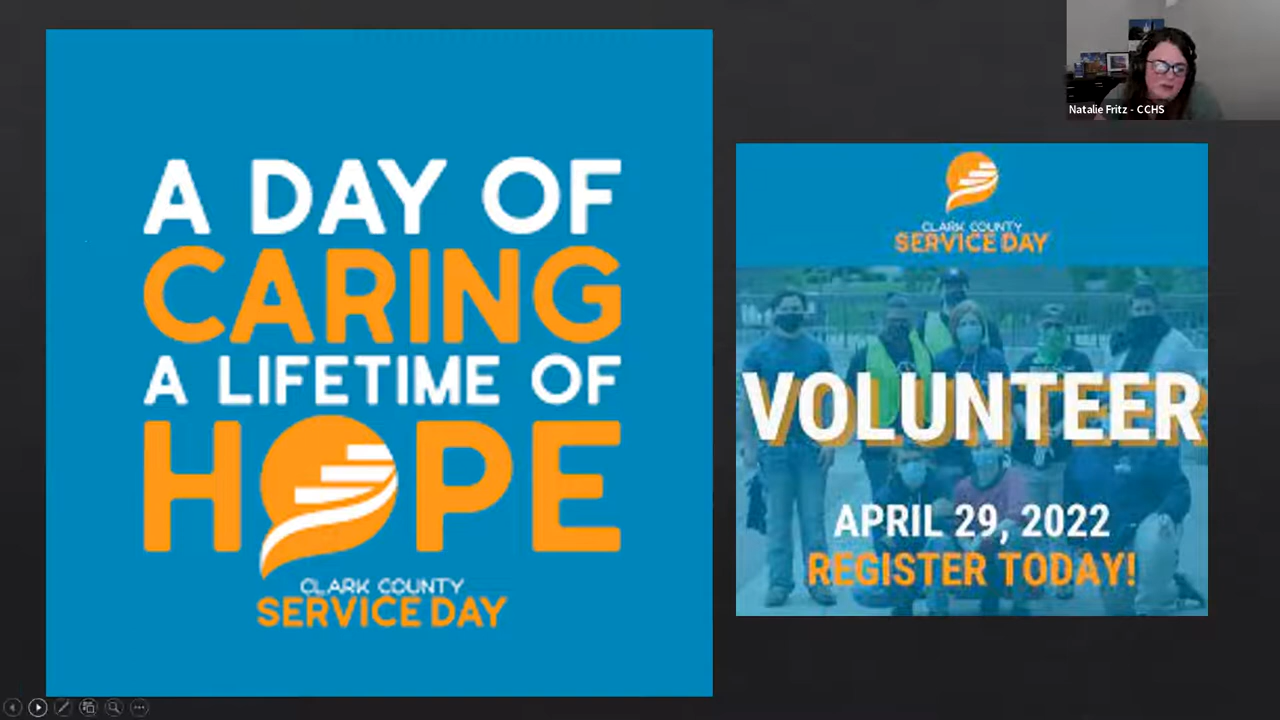 A DAY OF
CARING
A LIFETIME OF
HOPE
CLARK COUNTY
SERVICE DAY
Natalie Fritz - CCHS
CLARK COUNTY
SERVICE DAY
VOLUNTEER
APRIL 29, 2022
REGISTER TODAY!